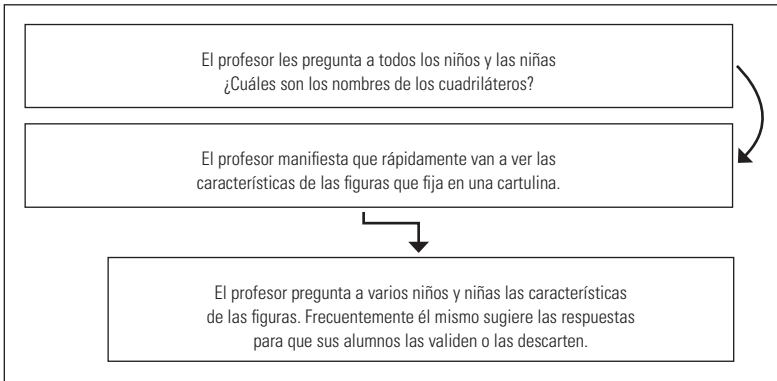 El profesor les pregunta a todos los niños y las niñas
¿Cuáles son los nombres de los cuadriláteros?
El profesor manifiesta que rápidamente van a ver las
características de las figuras que fija en una cartulina.
El profesor pregunta a varios niños y niñas las características
de las figuras. Frecuentemente él mismo sugiere las respuestas
para que sus alumnos las validen o las descarten.